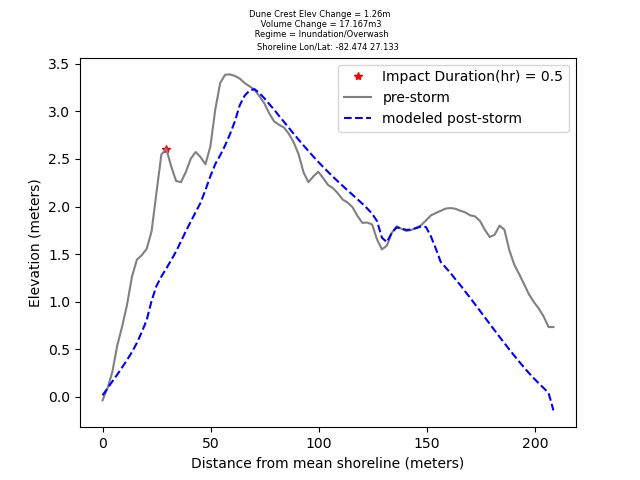 Dune Crest Elev Change = 1.26m
Volume Change = 17.167m3
Regime = Inundation/Overwash
Shoreline Lon/Lat: -82.474 27.133
Impact Duration(hr) = 0.5
pre-storm
modeled post-storm
3.5
3.0
2.5
2.0
1.5
1.0
0.5
0.0
Elevation (meters)
0 50 100 150 200
Distance from mean shoreline (meters)